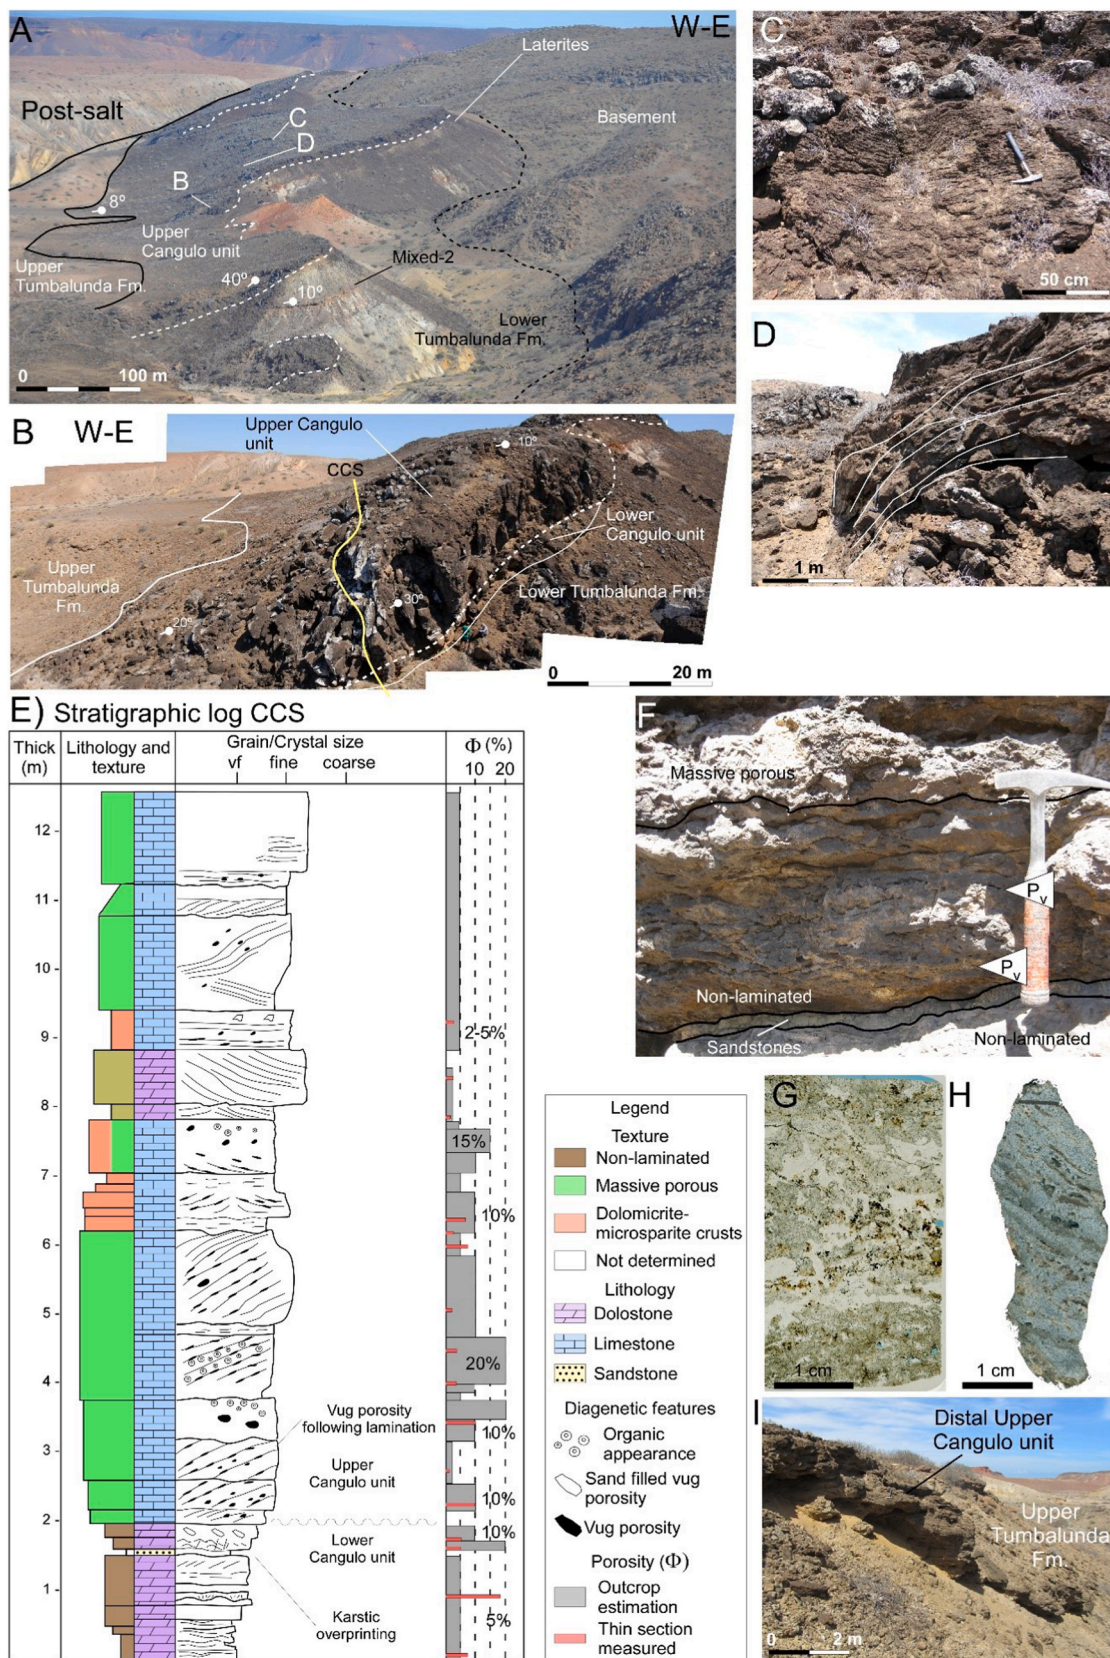 A
W-E
Laterites
Post-salt
C
D
Basement
B
8º
Upper
Cangulo unit
Upper
Tumbalunda Fm.
Mixed-2
40º
10º
Lower
Tumbalunda Fm.
0
100 m
C
50 cm
D
1 m
B
W-E
Upper Cangulo
unit
10º
CCS
Lower
Cangulo unit
Upper
Tumbalunda
Fm.
Lower Tumbalunda Fm.
30º
20º
0
20 m
E) Stratigraphic log CCS
Thick
(m)
Lithology and
texture
Grain/Crystal size
vf
fine
coarse
Φ (%)
10 20
12
11
10
9
8
7
6
5
4
3
2
1
2-5%
15%
10%
20%
10%
10%
10%
5%
Vug porosity
following lamination
Upper
Cangulo unit
Lower
Cangulo unit
Karstic
overprinting
F
Massive porous
Pv
Pv
Non-laminated
Sandstones
Non-laminated
Legend
Texture
Non-laminated
Massive porous
Dolomicrite-
microsparite crusts
Not determined
Lithology
Dolostone
Limestone
Sandstone
Diagenetic features
Organic
appearance
Sand filled vug
porosity
Vug porosity
Porosity (Φ)
Outcrop
estimation
Thin section
measured
G
1 cm
H
1 cm
I
Distal Upper
Cangulo unit
Upper
Tumbalunda
Fm.
0
2 m